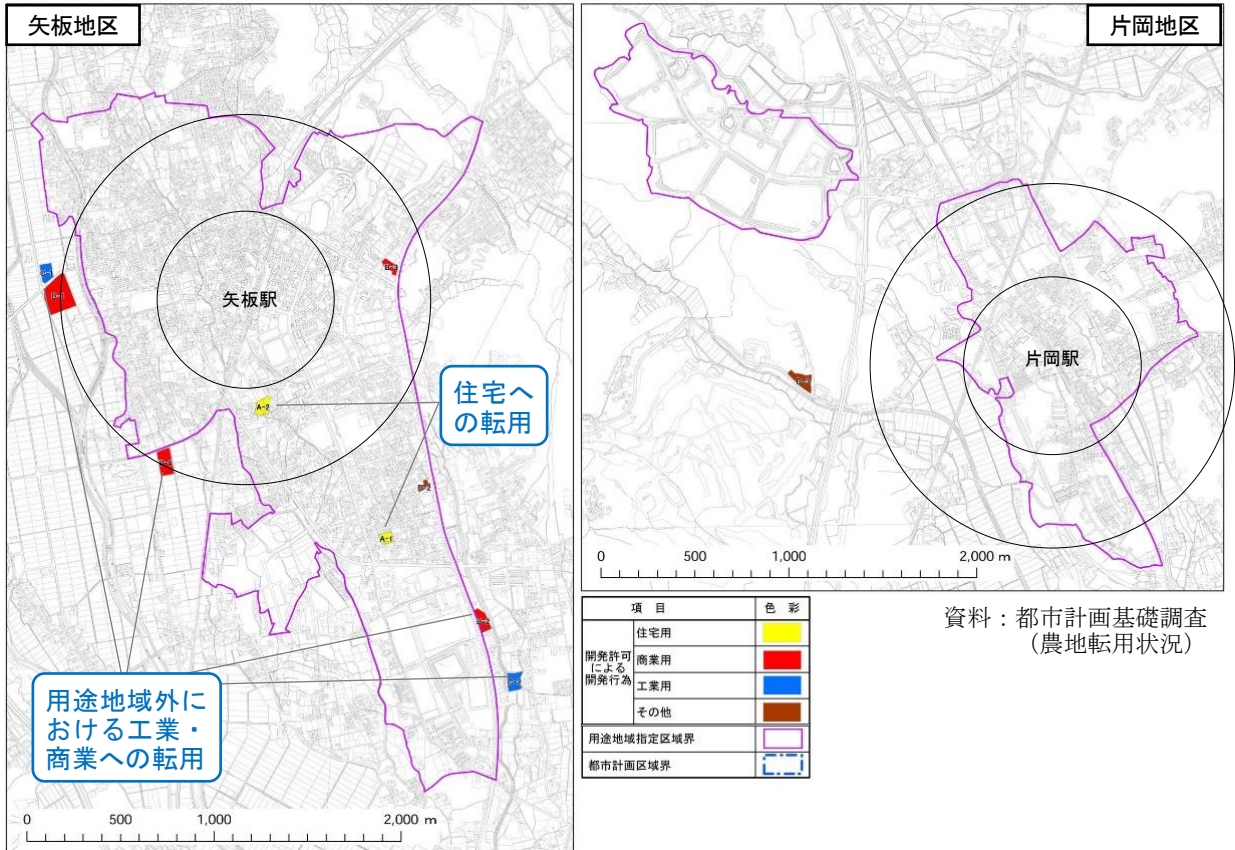 矢板地区
矢板駅
A-2
A-1
住宅へ
の転用
用途地域外に
おける工業・
商業への転用
0 500 1,000 2,000 m
片岡地区
片岡駅
0 500 1,000 2,000 m
項 目 色 彩
開発許可
による
開発行為
住宅用
商業用
工業用
その他
用途地域指定区域界
都市計画区域界
資料:都市計画基礎調査
(農地転用状況)